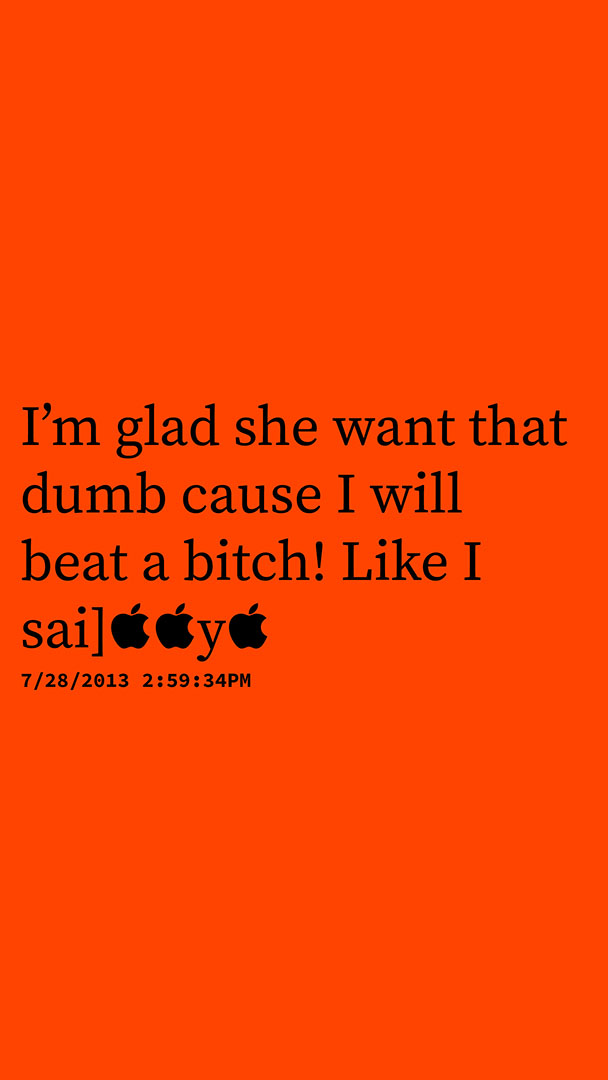 I’m glad she want that
dumb cause I will
beat a bitch! Like I
sai]y
7/28/2013 2:59:34PM